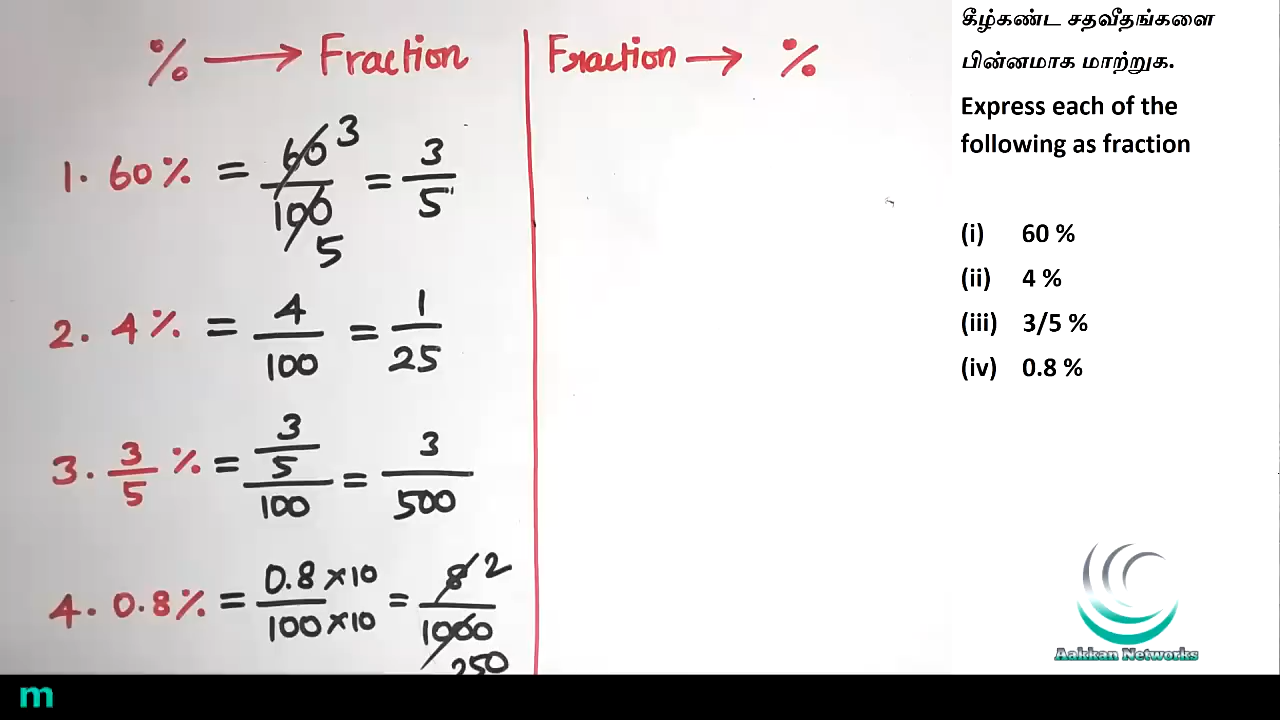 % → Fraction
Fraction → %
1. 60% = 60/100 3 5 = 3/5
2. 4% = 4/100 = 1/25
3. 3/5 % = 3/5/100 = 3/500
4. 0.8% = 0.8×10/100×10 = 8/1000 2 250
கீழ்கண்ட சதவீதங்களை
பின்னமாக மாற்றுக.
Express each of the
following as fraction
(i) 60 %
(ii) 4 %
(iii) 3/5 %
(iv) 0.8 %
Aakkan Networks
m